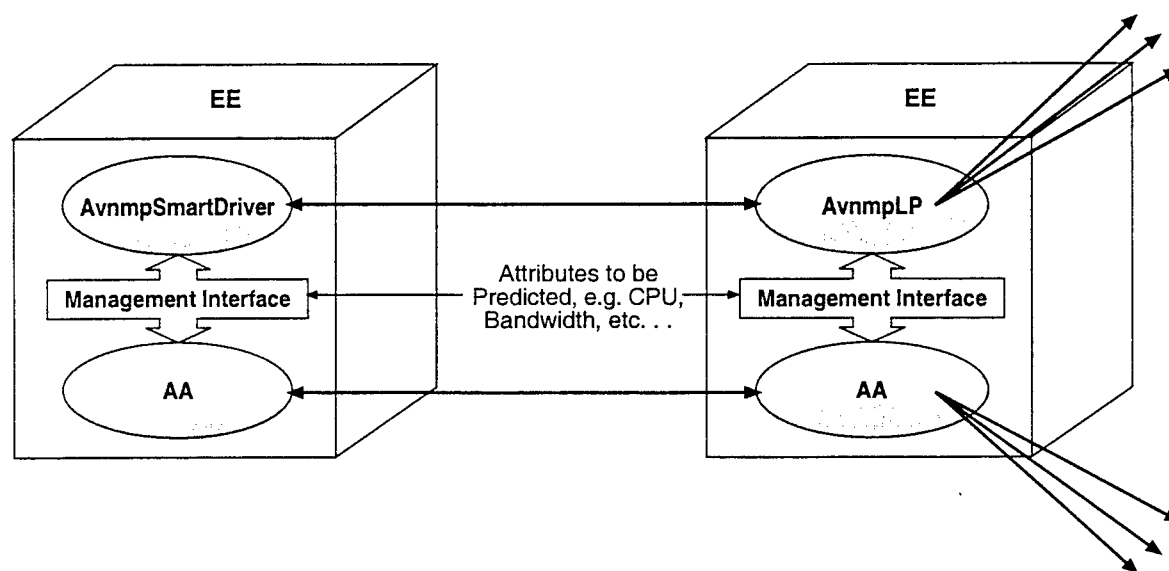 EE
EE
AvnmpSmartDriver
AvnmpLP
Attributes to be
Predicted, e.g. CPU,
Bandwidth, etc. . .
Management Interface
Management Interface
AA
AA